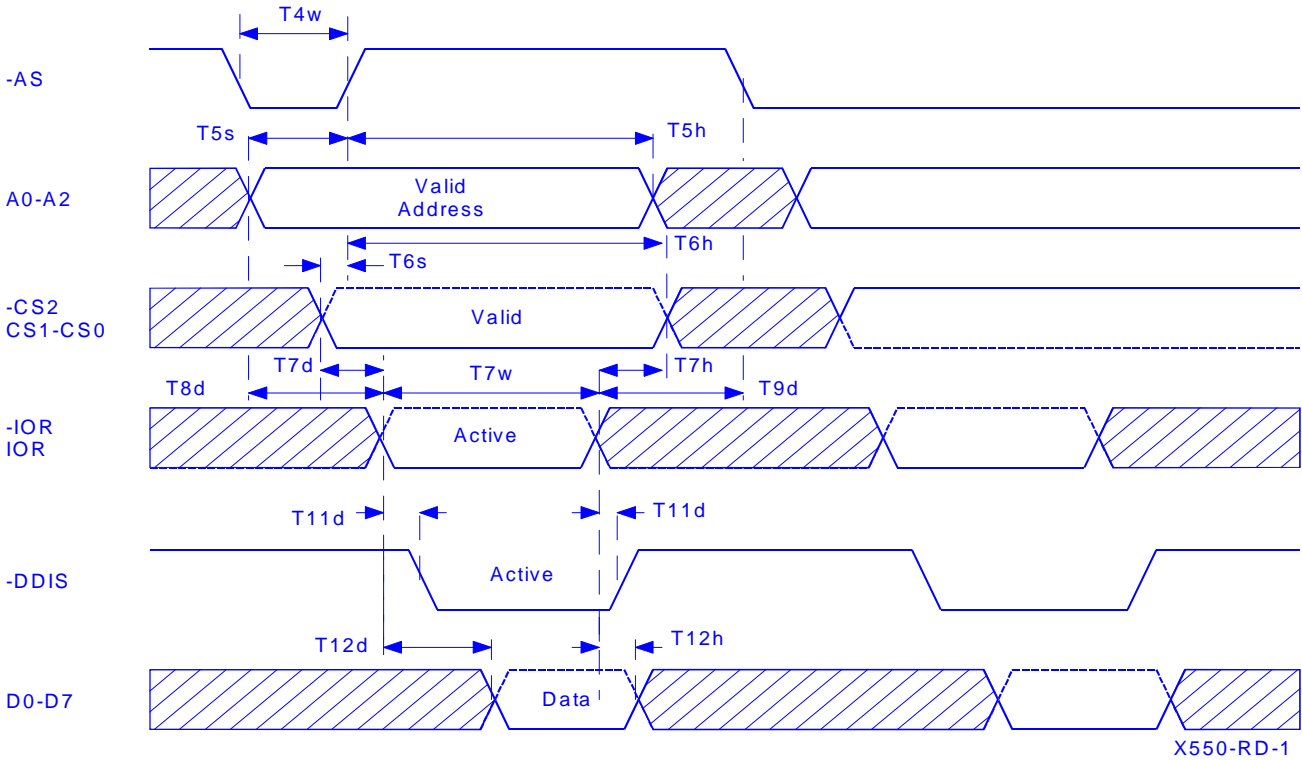 T4w
-AS
T5s
T5h
A0-A2
Valid
Address
T6h
T6s
-CS2
CS1-CS0
Valid
T7d
T7w
T7h
T8d
T9d
-IOR
IOR
Active
T11d
T11d
-DDIS
Active
T12d
T12h
D0-D7
Data
X550-RD-1